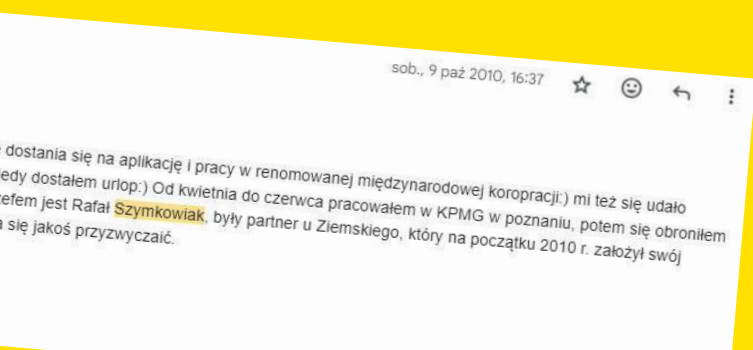 sob., 9 paź 2010, 16:37
dostania się na aplikację i pracy w renomowanej międzynarodowej koropracji:) mi też się udało
edy dostałem urlop:) Od kwietnia do czerwca pracowałem w KPMG w poznaniu, potem się obroniłem
efem jest Rafał Szymkowiak, były partner u Ziemskiego, który na początku 2010 r. założył swój
się jakoś przyzwyczaić.